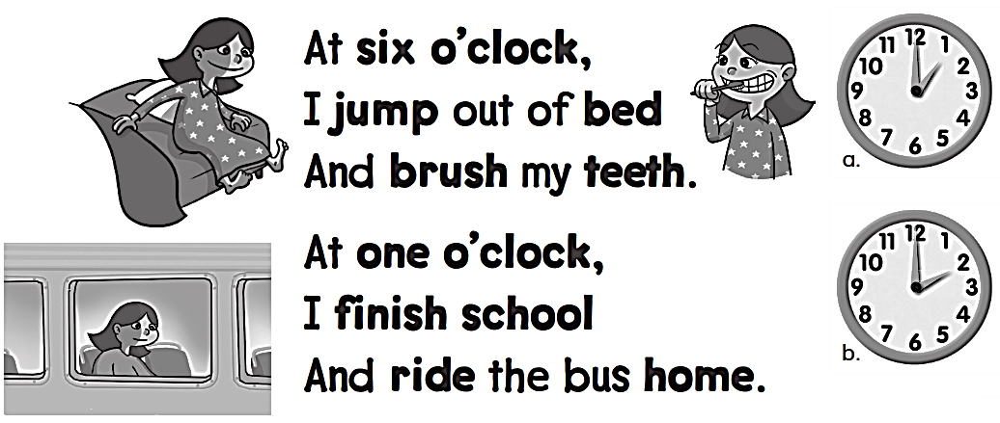 At six o'clock,
I jump out of bed
And brush my teeth.
At one o'clock,
I finish school
And ride the bus home.
12
11 1
10 2
9 3
8 4
7 5
6
a.
12
11 1
10 2
9 3
8 4
7 5
6
b.